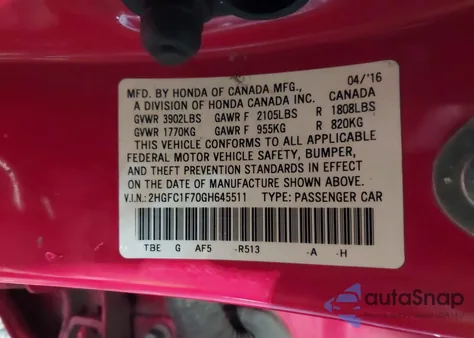 MFD. BY HONDA OF CANADA MFG., 04/'16
A DIVISION OF HONDA CANADA INC. CANADA
GVWR 3902LBS GAWR F 2105LBS R 1808LBS
GVWR 1770KG GAWR F 955KG R 820KG
THIS VEHICLE CONFORMS TO ALL APPLICABLE
FEDERAL MOTOR VEHICLE SAFETY, BUMPER,
AND THEFT PREVENTION STANDARDS IN EFFECT ON
THE DATE OF MANUFACTURE SHOWN ABOVE.
V.I.N.: 2HGFC1F70GH645511 TYPE: PASSENGER CAR
TBE G AF5 -R513 -A -H
autoSnap